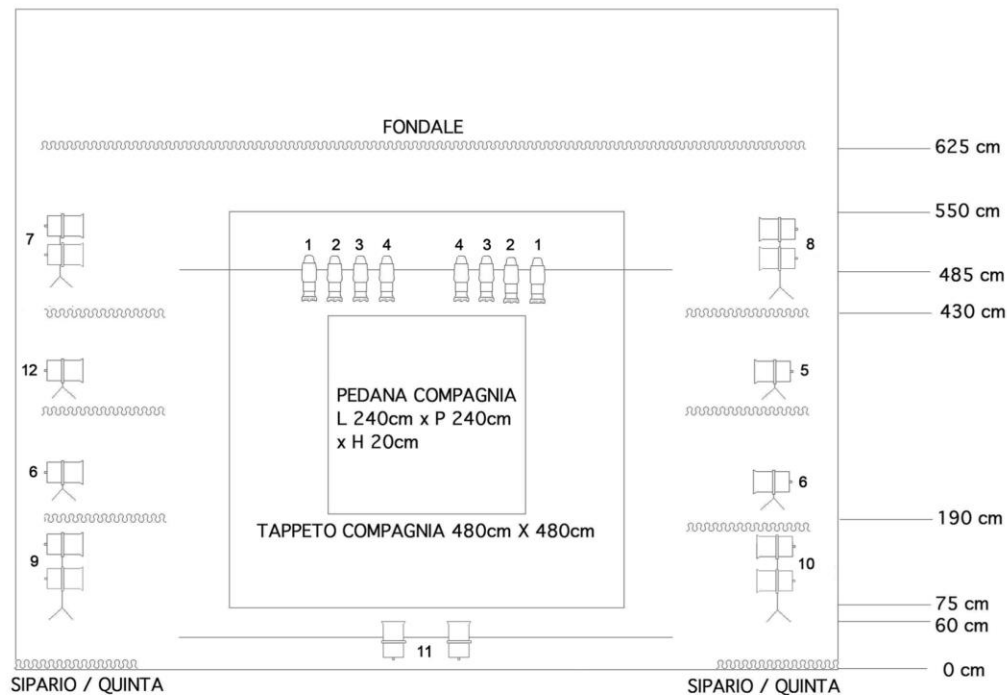 FONDALE
625 cm
550 cm
7
1 2 3 4
4 3 2 1
8
485 cm
430 cm
12
5
PEDANA COMPAGNIA
L 240cm x P 240cm
x H 20cm
6
6
190 cm
TAPPETO COMPAGNIA 480cm X 480cm
9
10
75 cm
60 cm
11
0 cm
SIPARIO / QUINTA
SIPARIO / QUINTA